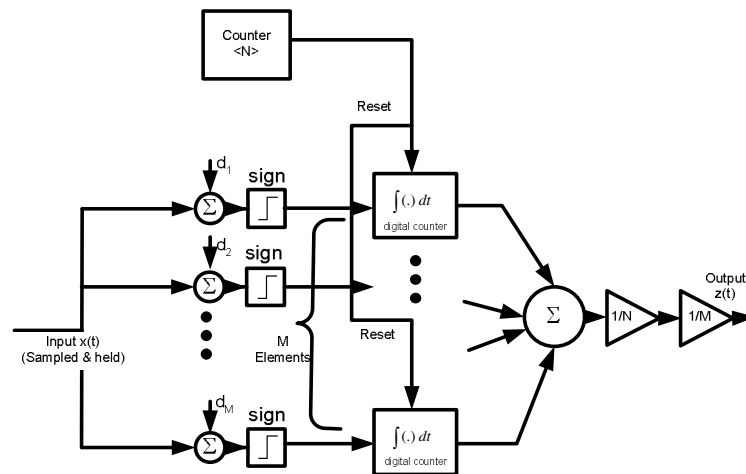 Counter
<N>
Reset
d1
sign
∫(.) dt
digital counter
d2
sign
Output
z(t)
Σ
Σ
Σ
1/N
1/M
Input x(t)
(Sampled & held)
M
Elements
Reset
dM
sign
Σ
∫(.) dt
digital counter